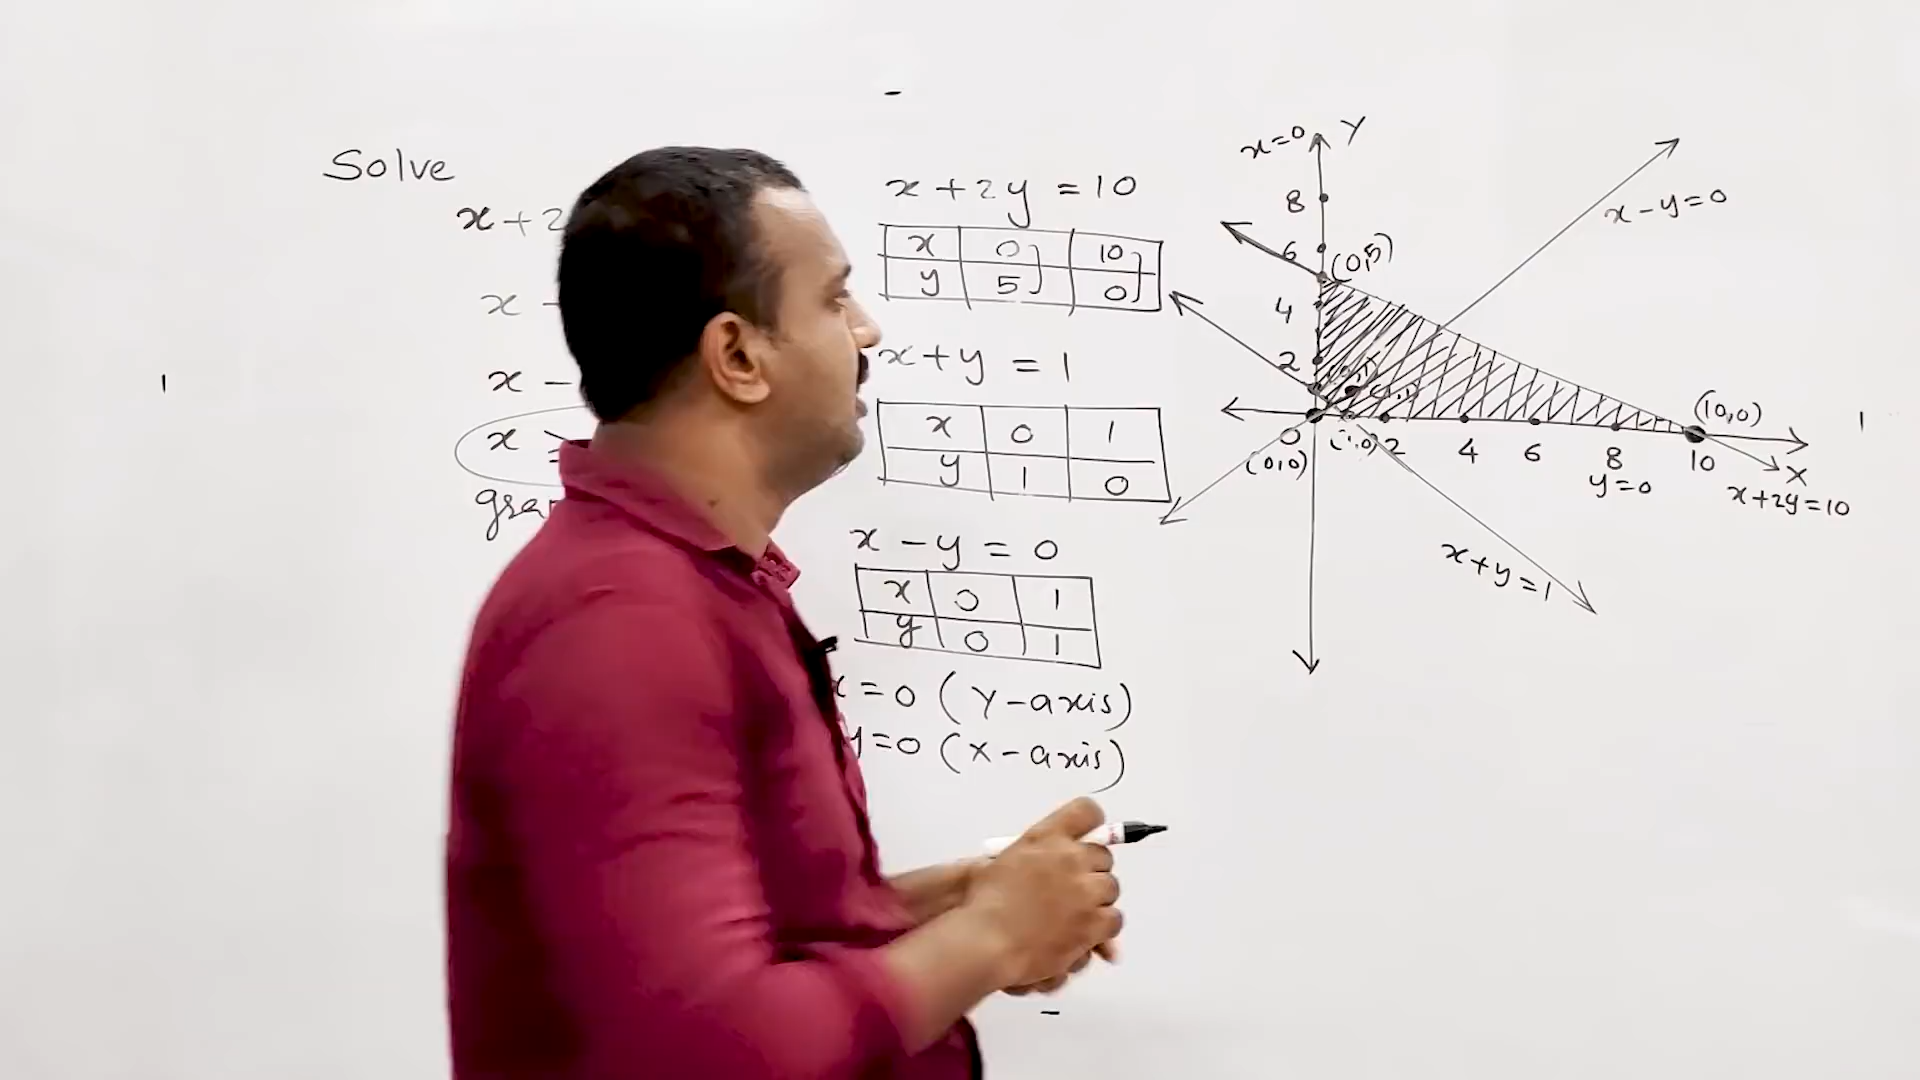 Solve
x+2
x -
x -
x ≥
x+2y=10
x 0 10
y 5 0
x+y=1
x 0 1
y 1 0
x-y=0
x 0 1
y 0 1
x=0 (Y-axis)
y=0 (X-axis)
x=0 Y
8
x-y=0
6 (0,5)
4
2
(10,0)
0 (1,0) 2 4 6 8 10 X
(0,0)
y=0
x+2y=10
x+y=1